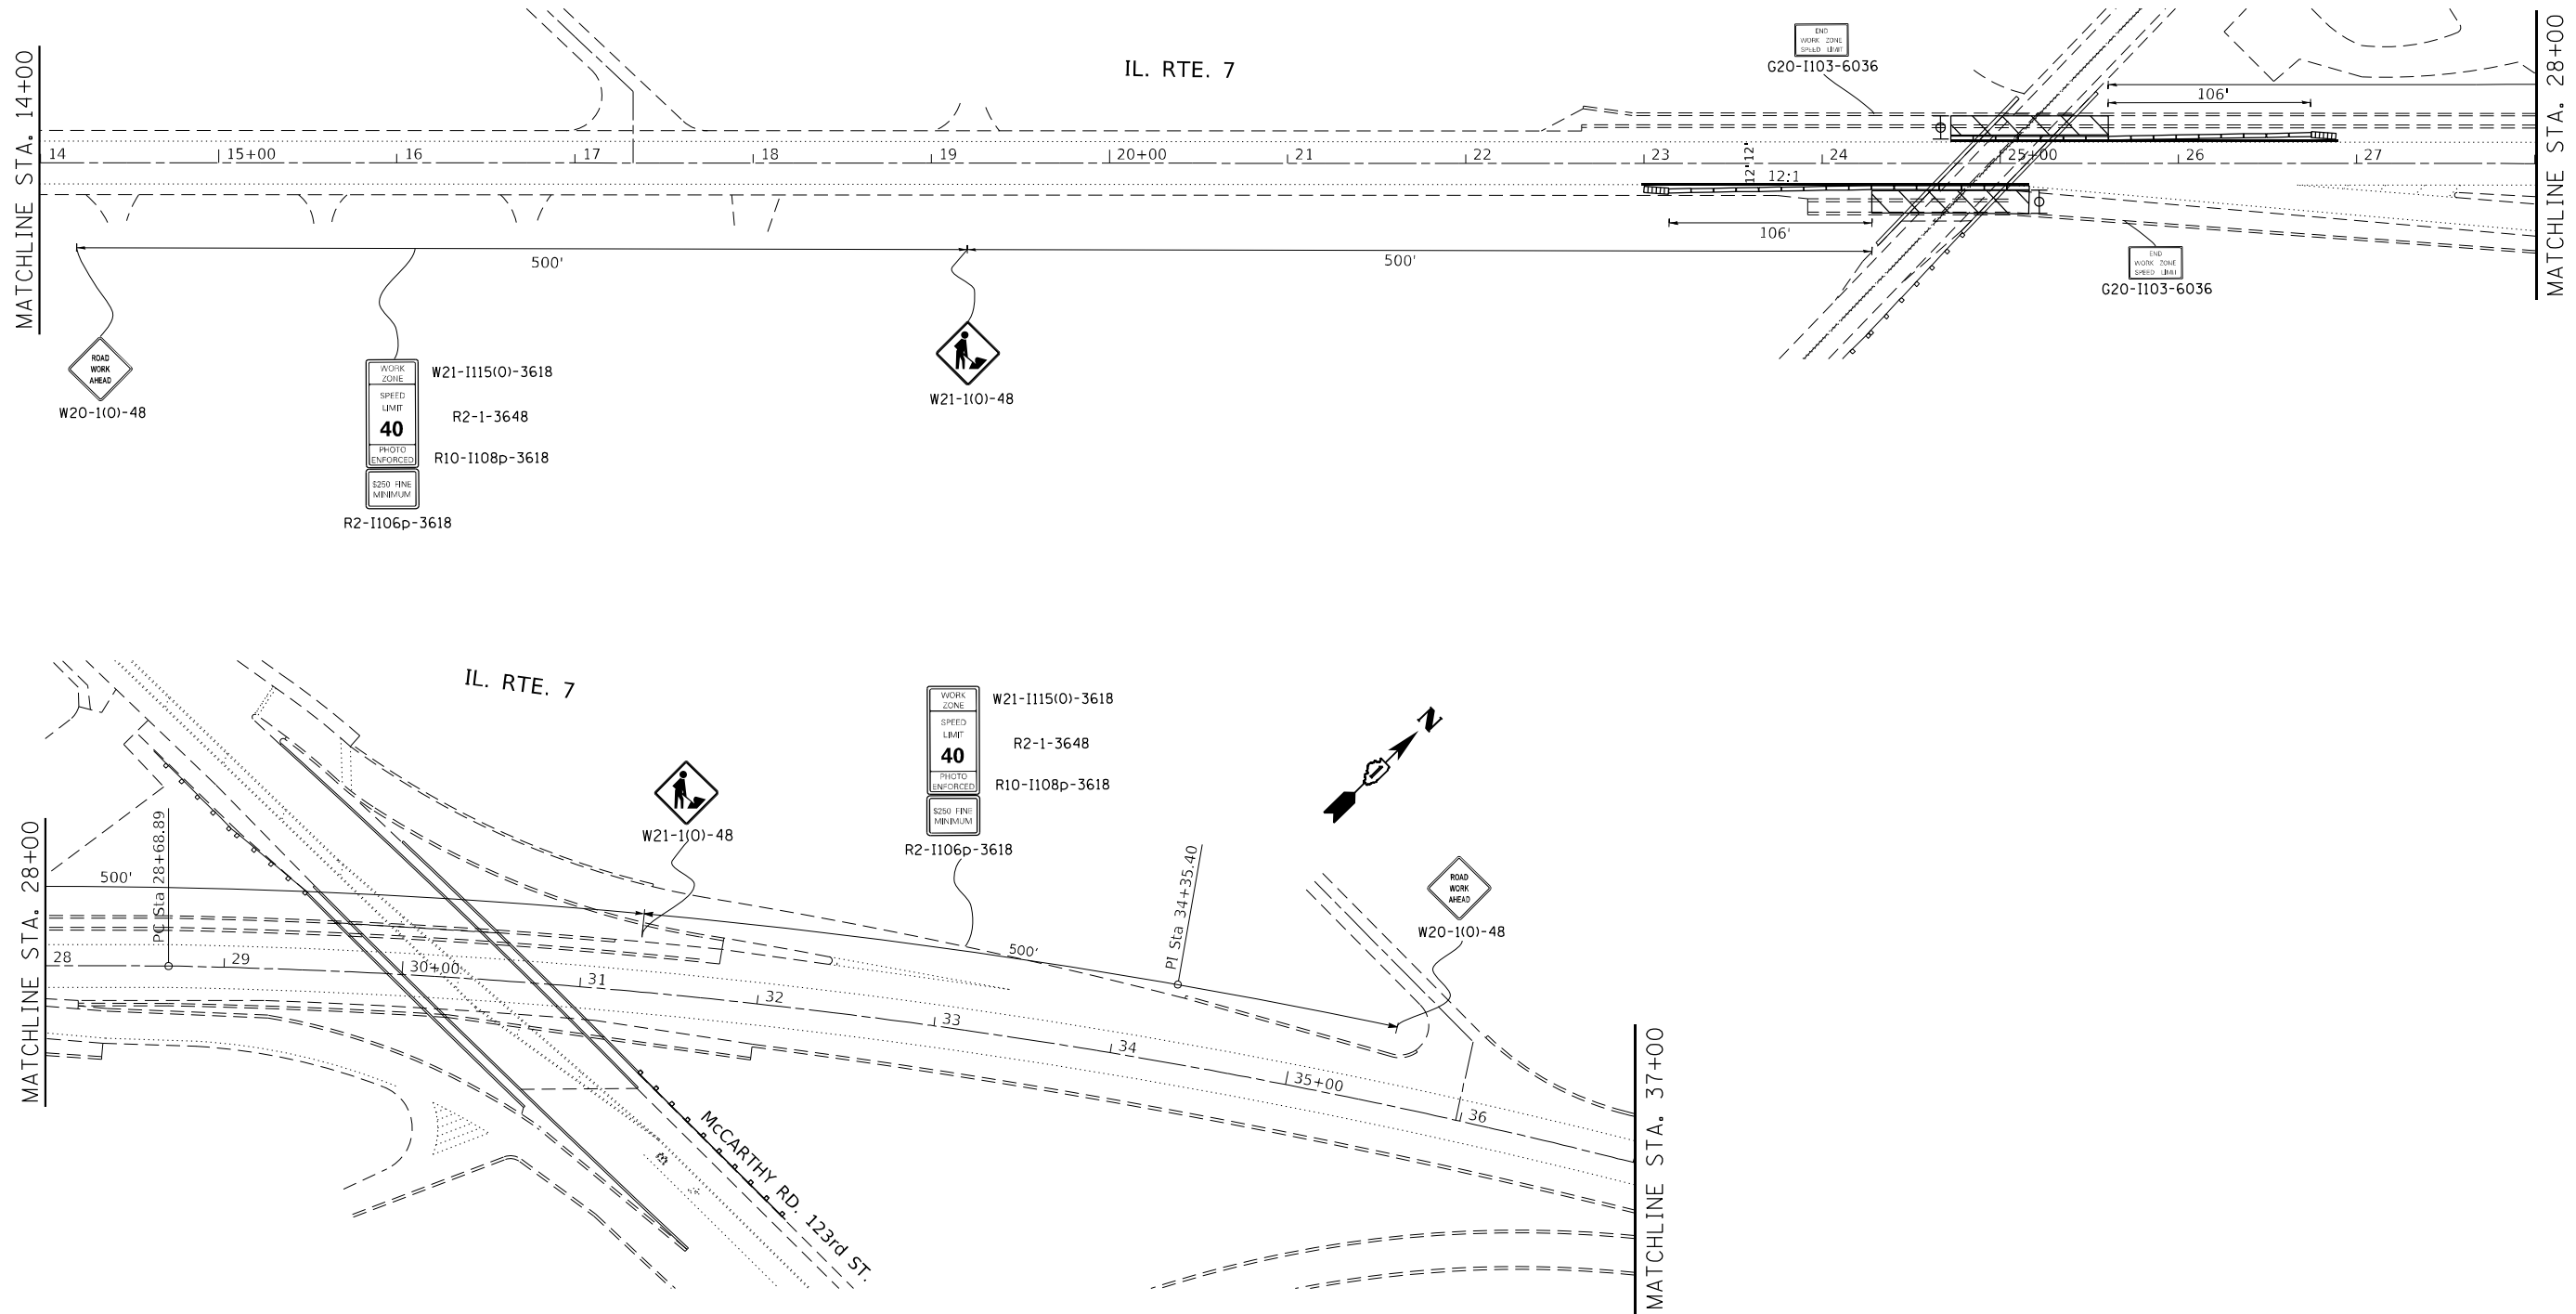 MATCHLINE STA. 14+00
IL. RTE. 7
END
WORK ZONE
SPEED LIMIT
G20-I103-6036
106'
MATCHLINE STA. 28+00
14
15+00
16
17
18
19
20+00
21
22
23
24
25+00
26
27
12' 12'
12:1
106'
500'
500'
END
WORK ZONE
SPEED LIMIT
G20-I103-6036
ROAD
WORK
AHEAD
W20-1(O)-48
WORK
ZONE
SPEED
LIMIT
40
PHOTO
ENFORCED
$250 FINE
MINIMUM
W21-I115(O)-3618
R2-1-3648
R10-I108p-3618
R2-I106p-3618
W21-1(O)-48
IL. RTE. 7
MATCHLINE STA. 28+00
500'
PC Sta 28+68.89
W21-1(O)-48
WORK
ZONE
SPEED
LIMIT
40
PHOTO
ENFORCED
$250 FINE
MINIMUM
W21-I115(O)-3618
R2-1-3648
R10-I108p-3618
R2-I106p-3618
500'
PI Sta 34+35.40
N
ROAD
WORK
AHEAD
W20-1(O)-48
28
29
30+00
31
32
33
34
35+00
36
McCARTHY RD. 123rd ST.
MATCHLINE STA. 37+00